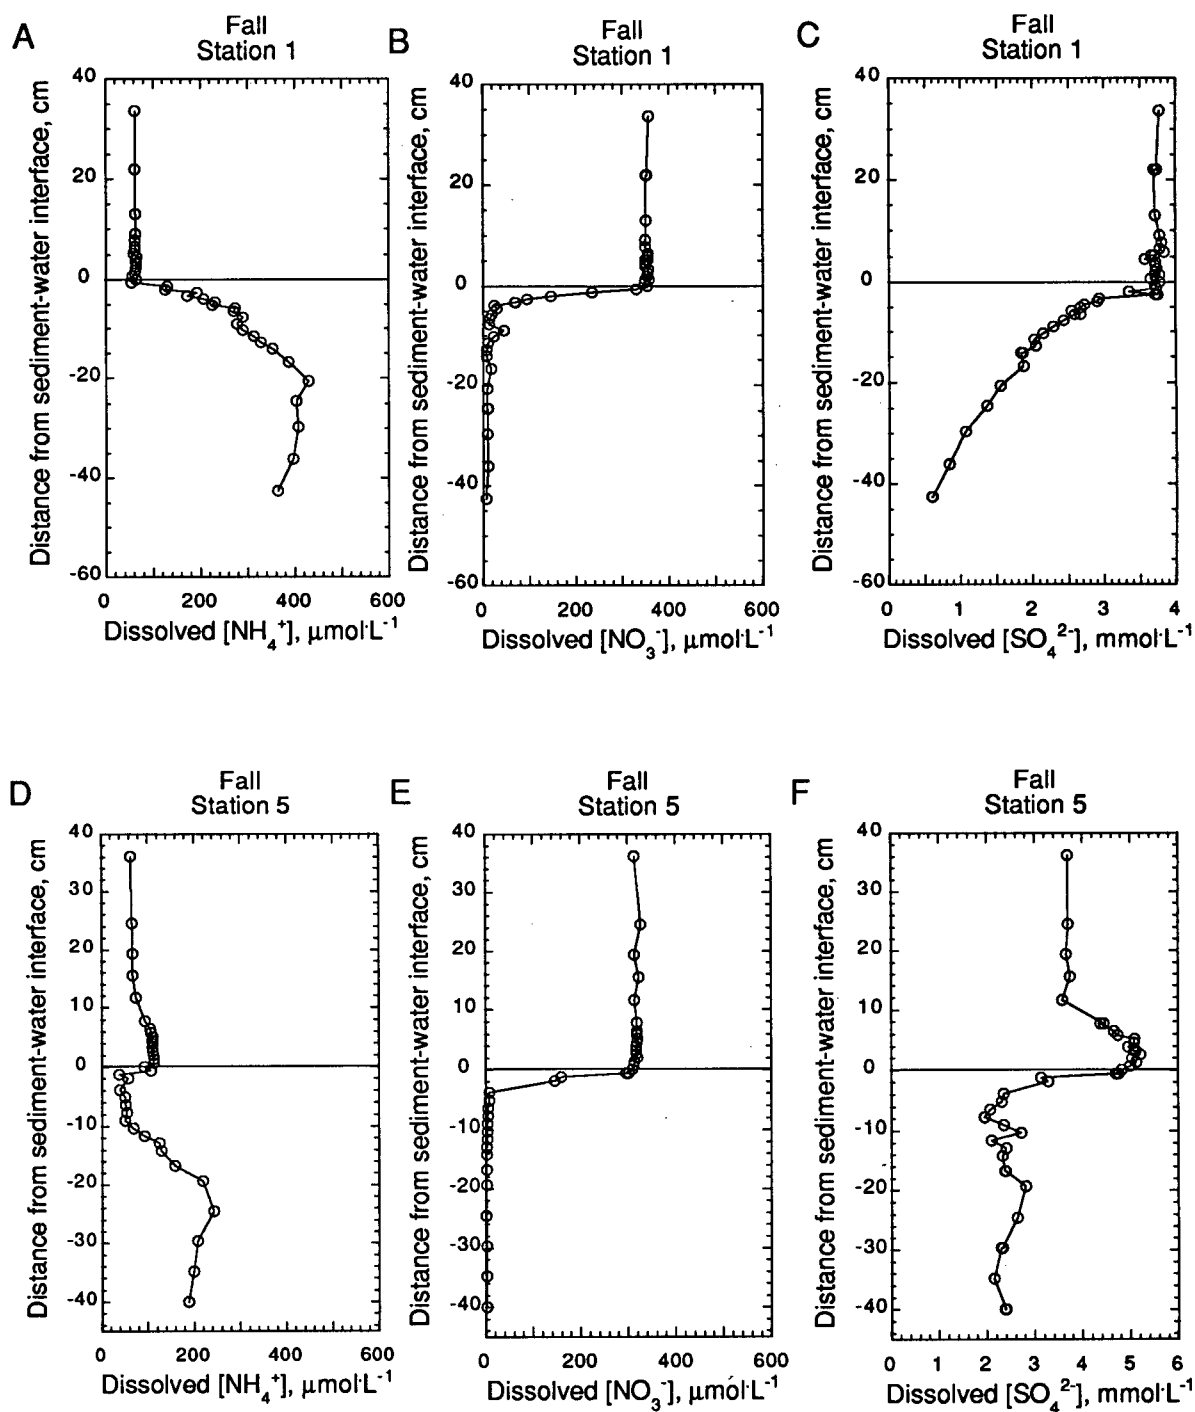 A
Fall
Station 1
Distance from sediment-water interface, cm
40
20
0
-20
-40
-60
0 200 400 600
Dissolved [NH₄⁺], µmol·L⁻¹
B
Fall
Station 1
Distance from sediment-water interface, cm
40
20
0
-20
-40
-60
0 100 200 300 400 500 600
Dissolved [NO₃⁻], µmol·L⁻¹
C
Fall
Station 1
Distance from sediment-water interface, cm
40
20
0
-20
-40
-60
0 1 2 3 4
Dissolved [SO₄²⁻], mmol·L⁻¹
D
Fall
Station 5
Distance from sediment-water interface, cm
40
30
20
10
0
-10
-20
-30
-40
0 200 400 600
Dissolved [NH₄⁺], µmol·L⁻¹
E
Fall
Station 5
Distance from sediment-water interface, cm
40
30
20
10
0
-10
-20
-30
-40
0 100 200 300 400 500 600
Dissolved [NO₃⁻], µmol·L⁻¹
F
Fall
Station 5
Distance from sediment-water interface, cm
40
30
20
10
0
-10
-20
-30
-40
0 1 2 3 4 5 6
Dissolved [SO₄²⁻], mmol·L⁻¹